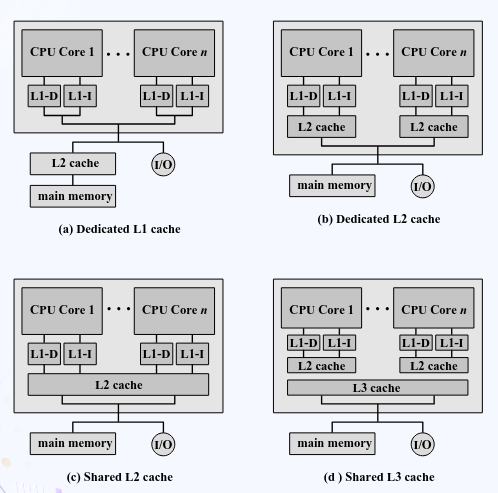 CPU Core 1 • • • CPU Core n
L1-D L1-I L1-D L1-I
L2 cache I/O
main memory
(a) Dedicated L1 cache
CPU Core 1 • • • CPU Core n
L1-D L1-I L1-D L1-I
L2 cache L2 cache
main memory I/O
(b) Dedicated L2 cache
CPU Core 1 • • • CPU Core n
L1-D L1-I L1-D L1-I
L2 cache
main memory I/O
(c) Shared L2 cache
CPU Core 1 • • • CPU Core n
L1-D L1-I L1-D L1-I
L2 cache L2 cache
L3 cache
main memory I/O
(d ) Shared L3 cache